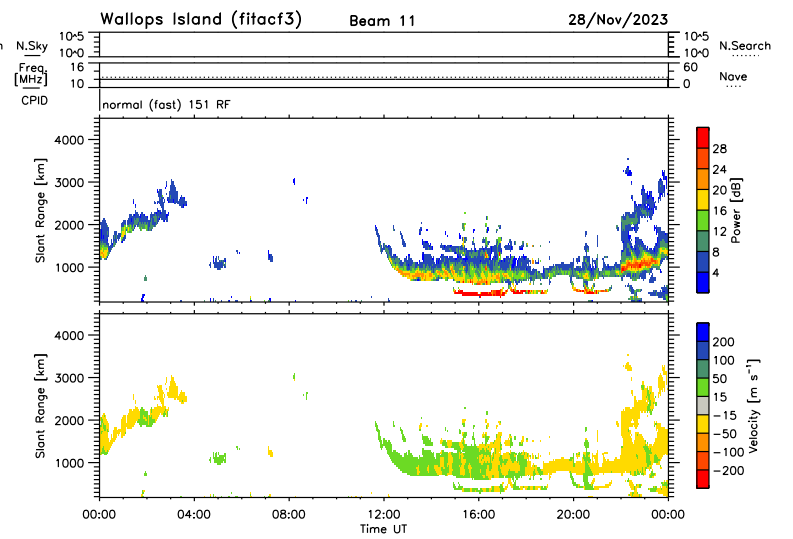 Wallops Island (fitacf3) Beam 11 28/Nov/2023
n N.Sky 10^5 10^0 10^5 10^0 N.Search
Freq. [MHz] 16 10 60 0 Nave
CPID normal (fast) 151 RF
Slant Range [km]
4000
3000
2000
1000
28
24
20
16
12
8
4
Power [dB]
Slant Range [km]
4000
3000
2000
1000
200
100
50
15
-15
-50
-100
-200
Velocity [m s⁻¹]
00:00 04:00 08:00 12:00 16:00 20:00 00:00
Time UT